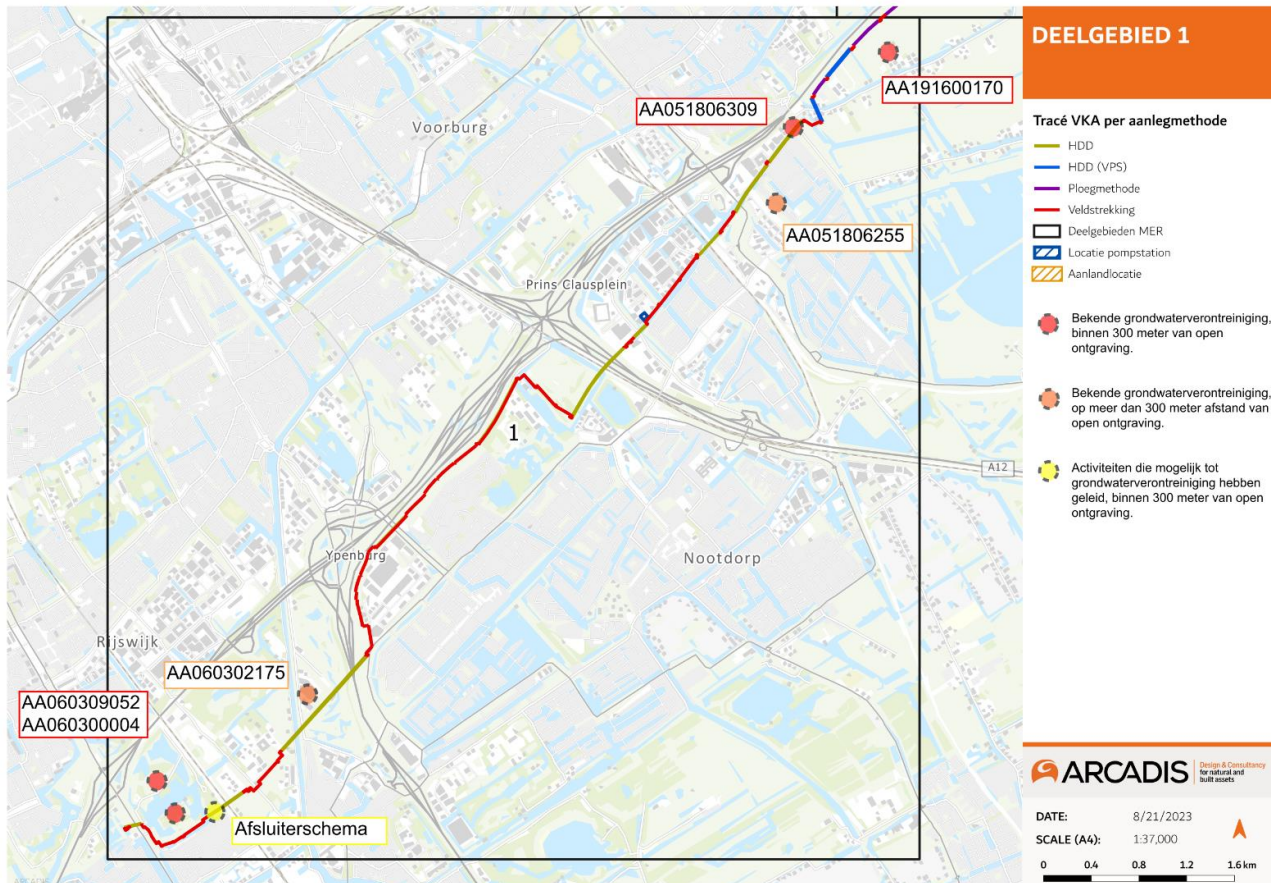 DEELGEBIED 1
Tracé VKA per aanlegmethode
HDD
HDD (VPS)
Ploegmethode
Veldstrekking
Deelgebieden MER
Locatie pompstation
Aanlandlocatie
Bekende grondwaterverontreiniging,
binnen 300 meter van open
ontgraving.
Bekende grondwaterverontreiniging,
op meer dan 300 meter afstand van
open ontgraving.
Activiteiten die mogelijk tot
grondwaterverontreiniging hebben
geleid, binnen 300 meter van open
ontgraving.
AA191600170
AA051806309
Voorburg
AA051806255
Prins Clausplein
1
A12
Ypenburg
Nootdorp
Rijswijk
AA060302175
AA060309052
AA060300004
Afsluiterschema
ARCADIS
ARCADIS
Design & Consultancy
for natural and
built assets
DATE: 8/21/2023
SCALE (A4): 1:37,000
0 0.4 0.8 1.2 1.6 km